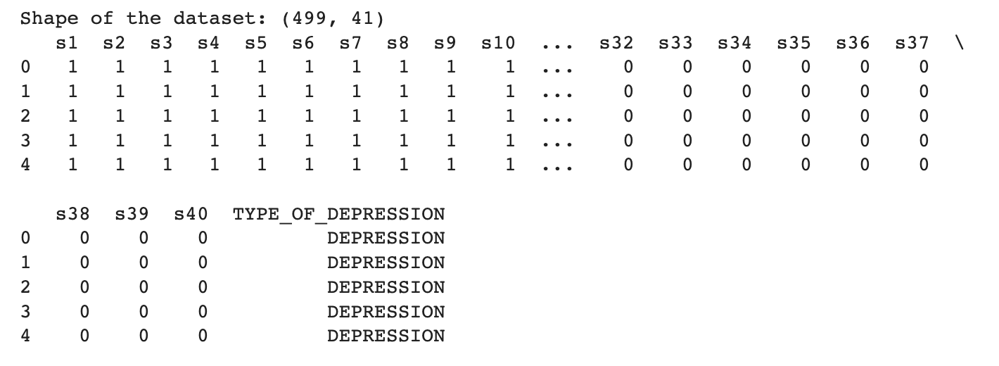 Shape of the dataset: (499, 41)
s1 s2 s3 s4 s5 s6 s7 s8 s9 s10 ... s32 s33 s34 s35 s36 s37 \
0 1 1 1 1 1 1 1 1 1 1 ... 0 0 0 0 0 0
1 1 1 1 1 1 1 1 1 1 1 ... 0 0 0 0 0 0
2 1 1 1 1 1 1 1 1 1 1 ... 0 0 0 0 0 0
3 1 1 1 1 1 1 1 1 1 1 ... 0 0 0 0 0 0
4 1 1 1 1 1 1 1 1 1 1 ... 0 0 0 0 0 0
s38 s39 s40 TYPE_OF_DEPRESSION
0 0 0 0 DEPRESSION
1 0 0 0 DEPRESSION
2 0 0 0 DEPRESSION
3 0 0 0 DEPRESSION
4 0 0 0 DEPRESSION